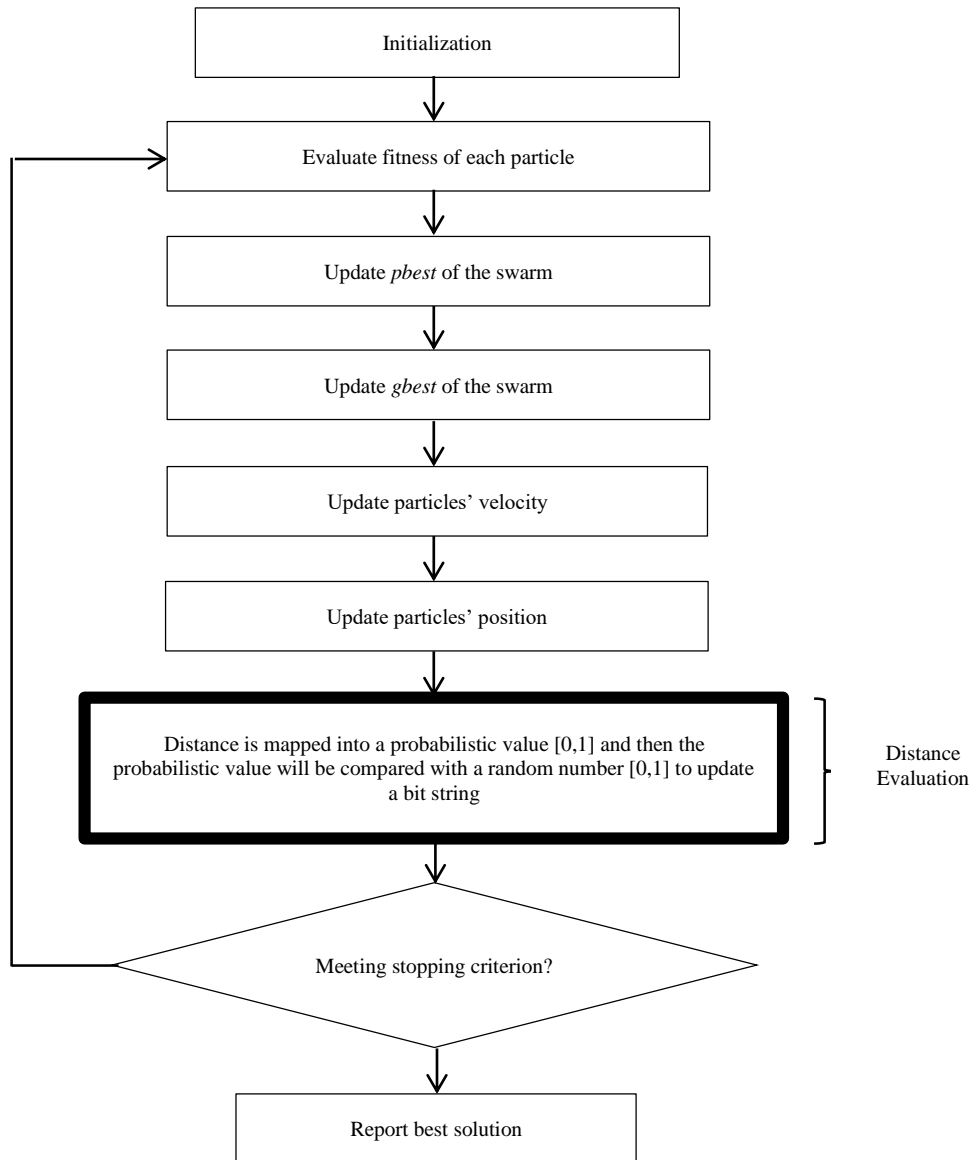 Initialization
Evaluate fitness of each particle
Update pbest of the swarm
Update gbest of the swarm
Update particles’ velocity
Update particles’ position
Distance is mapped into a probabilistic value [0,1] and then the
probabilistic value will be compared with a random number [0,1] to update
a bit string
Distance
Evaluation
Meeting stopping criterion?
Report best solution